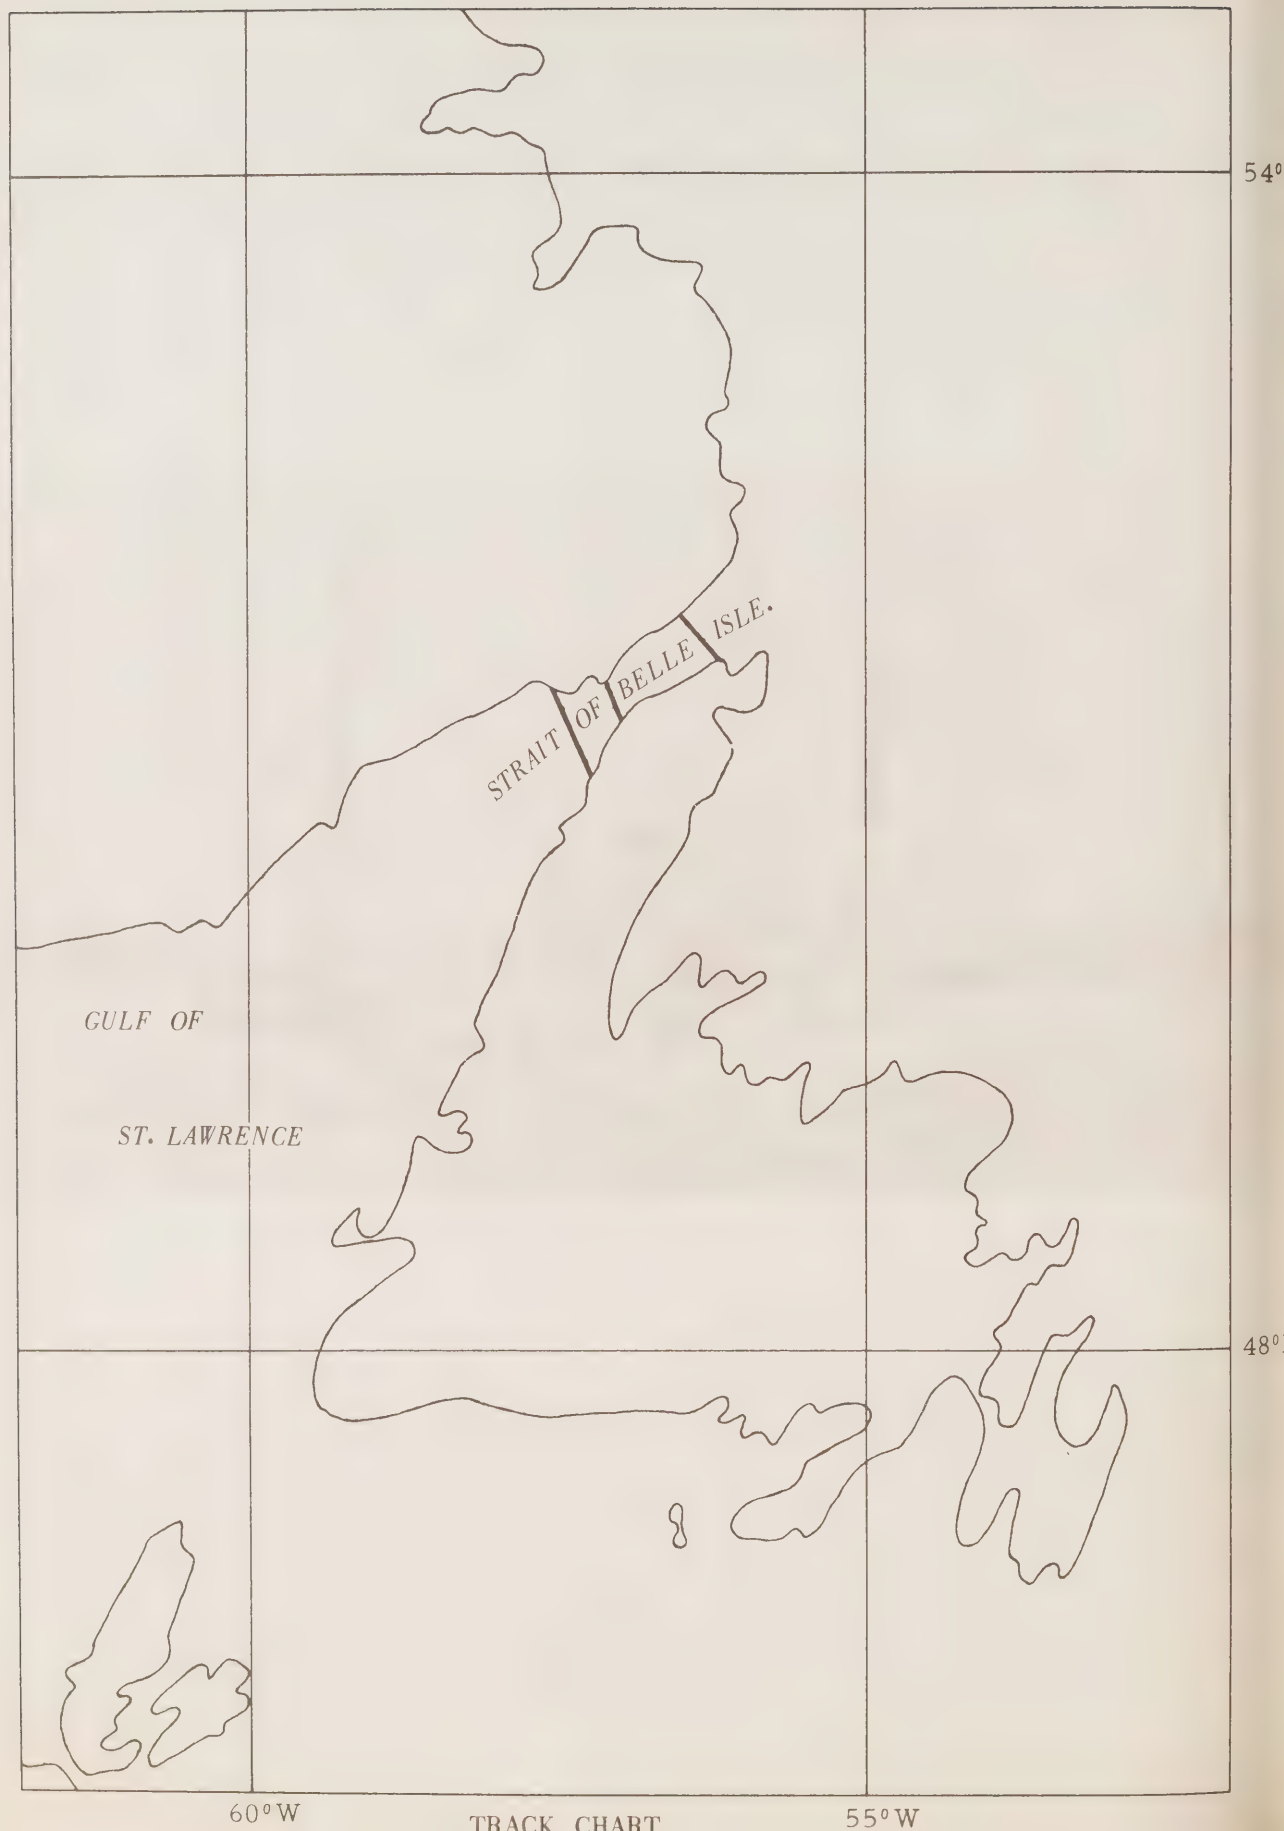 54°
STRAIT OF BELLE ISLE.
GULF OF
ST. LAWRENCE
48°
60°W
55°W
TRACK CHART